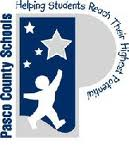 Helping Students Reach Their Highest Potential
Pasco County Schools